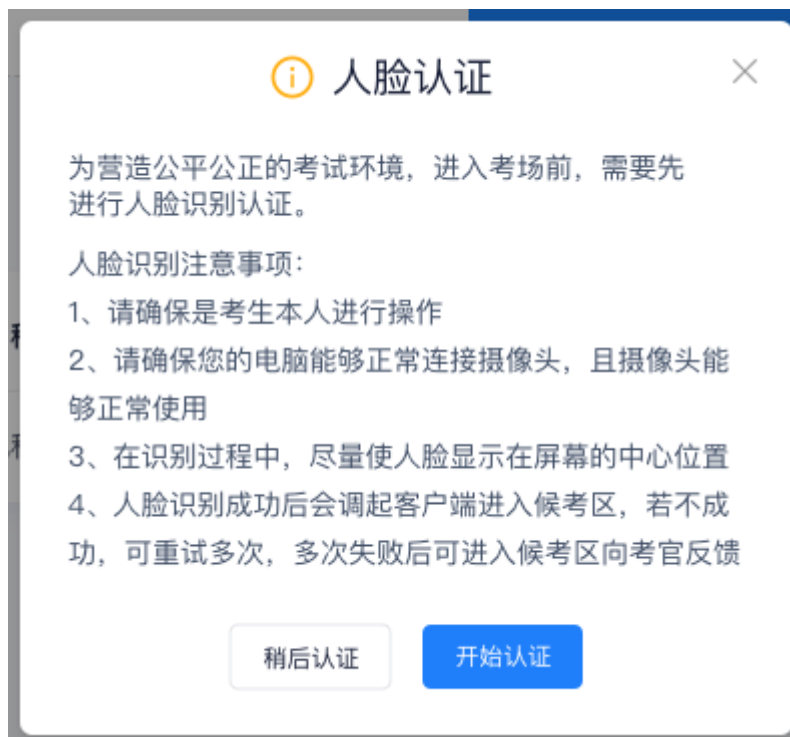 人脸认证
为营造公平公正的考试环境，进入考场前，需要先
进行人脸识别认证。
人脸识别注意事项：
1、请确保是考生本人进行操作
2、请确保您的电脑能够正常连接摄像头，且摄像头能
够正常使用
3、在识别过程中，尽量使人脸显示在屏幕的中心位置
4、人脸识别成功后会调起客户端进入候考区，若不成
功，可重试多次，多次失败后可进入候考区向考官反馈
稍后认证
开始认证